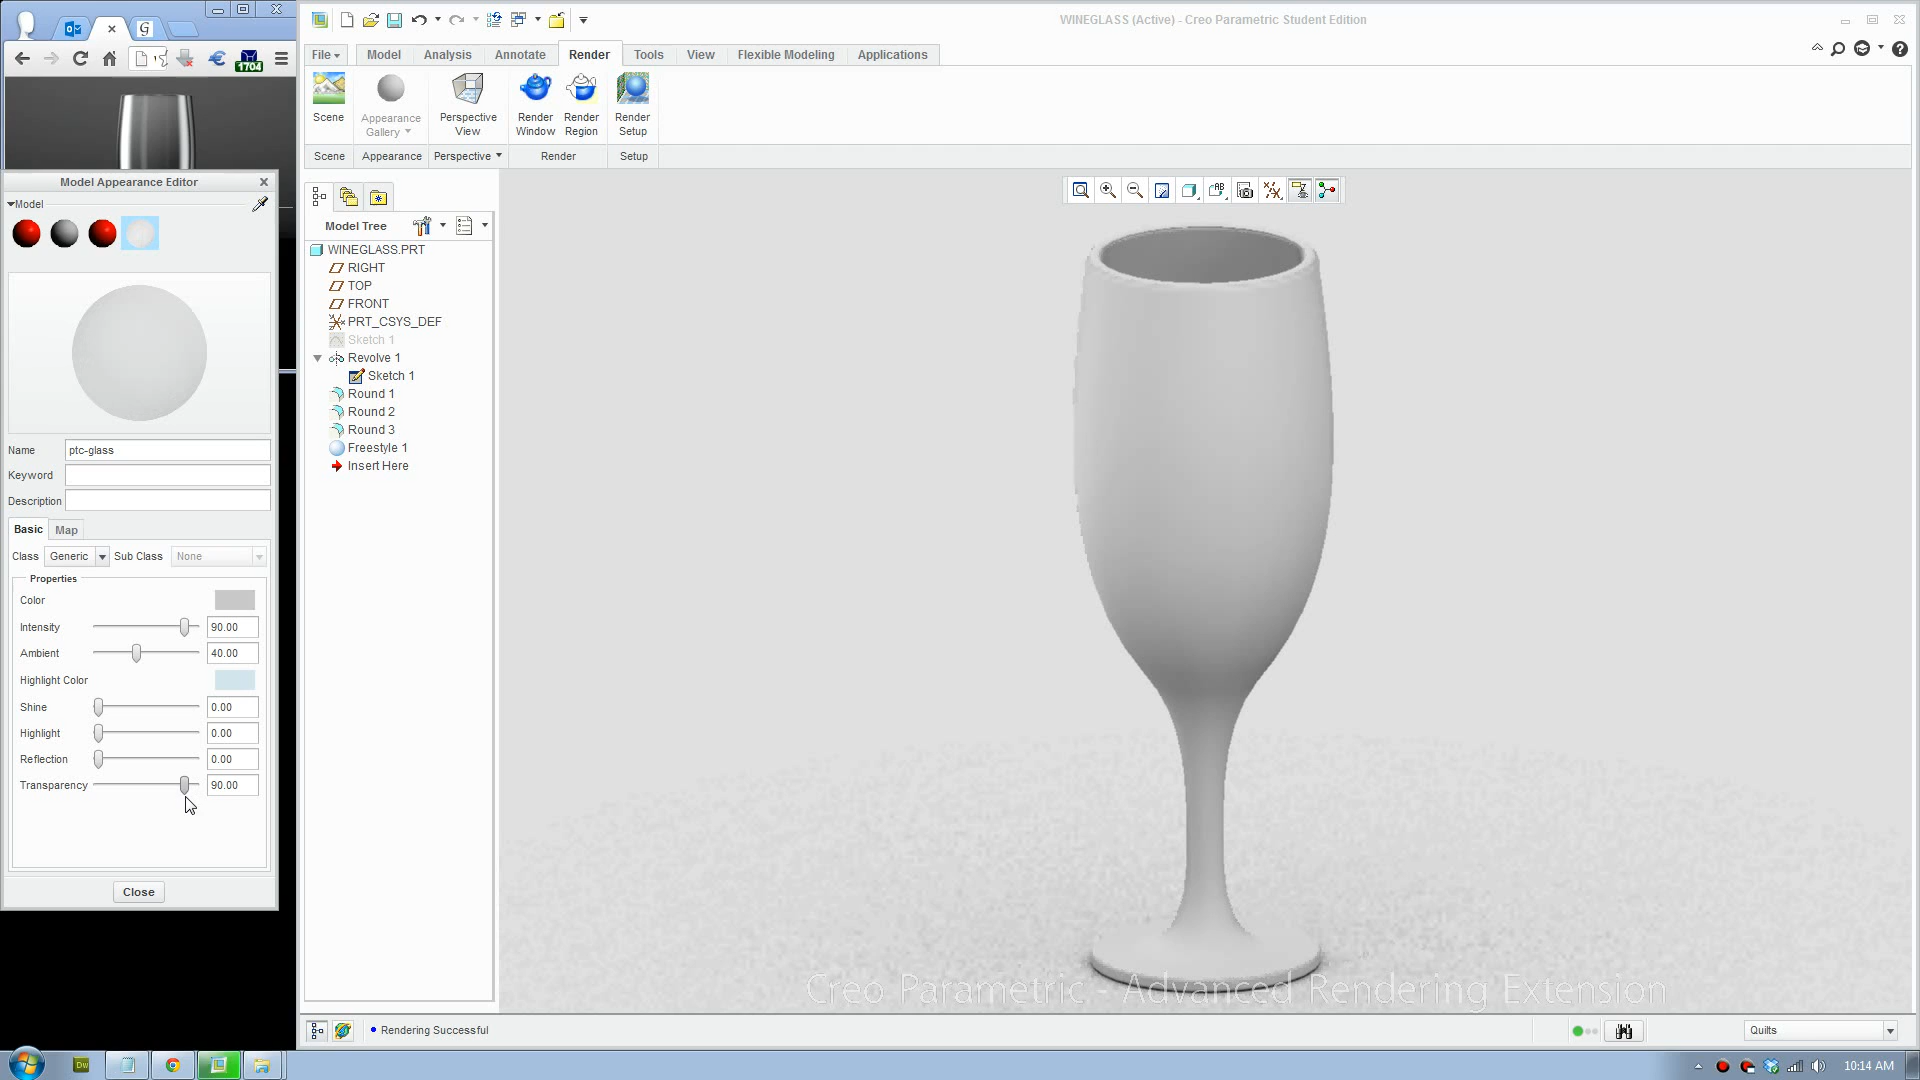 WINEGLASS (Active) - Creo Parametric Student Edition
File
Model
Analysis
Annotate
Render
Tools
View
Flexible Modeling
Applications
1704
Scene
Appearance
Gallery
Perspective
View
Render
Window
Render
Region
Render
Setup
Scene
Appearance
Perspective
Render
Setup
Model Appearance Editor
Model
Name
ptc-glass
Keyword
Description
Basic
Map
Class
Generic
Sub Class
None
Properties
Color
Intensity
90.00
Ambient
40.00
Highlight Color
Shine
0.00
Highlight
0.00
Reflection
0.00
Transparency
90.00
Close
Model Tree
WINEGLASS.PRT
RIGHT
TOP
FRONT
PRT_CSYS_DEF
Sketch 1
Revolve 1
Sketch 1
Round 1
Round 2
Round 3
Freestyle 1
Insert Here
Creo Parametric - Advanced Rendering Extension
Rendering Successful
Quilts
Dw
10:14 AM